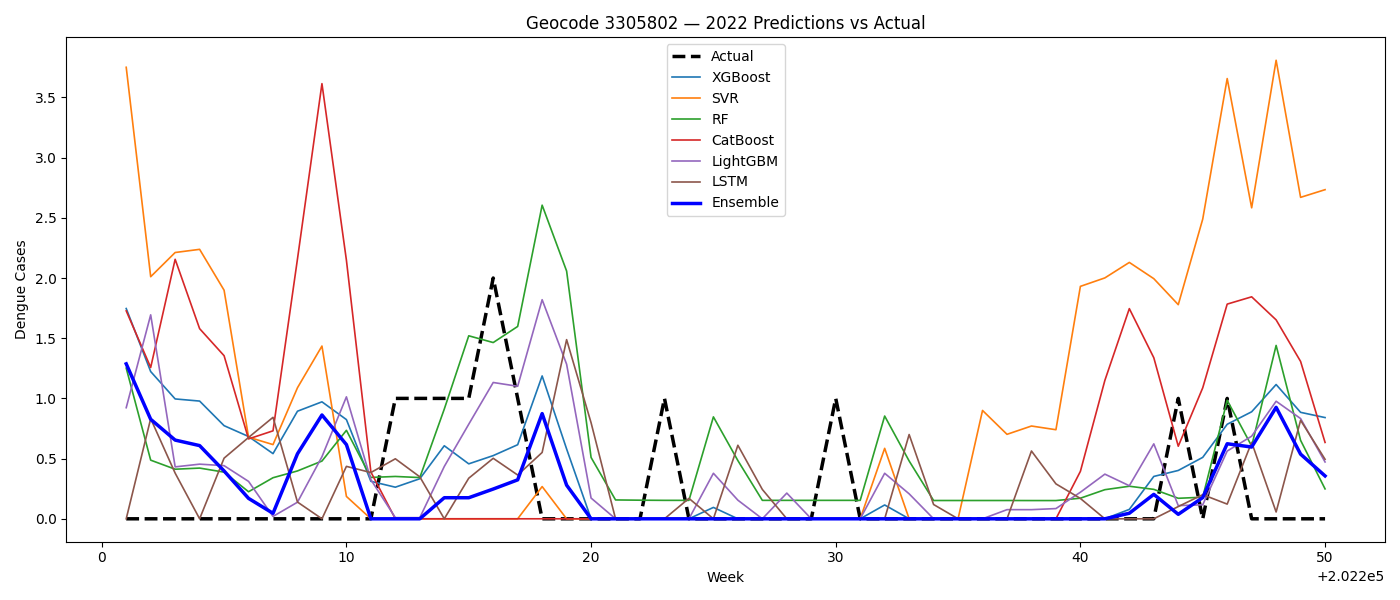 Geocode 3305802 — 2022 Predictions vs Actual
Actual
XGBoost
SVR
RF
CatBoost
LightGBM
LSTM
Ensemble
Dengue Cases
3.5
3.0
2.5
2.0
1.5
1.0
0.5
0.0
0 10 20 30 40 50
Week
+2.022e5